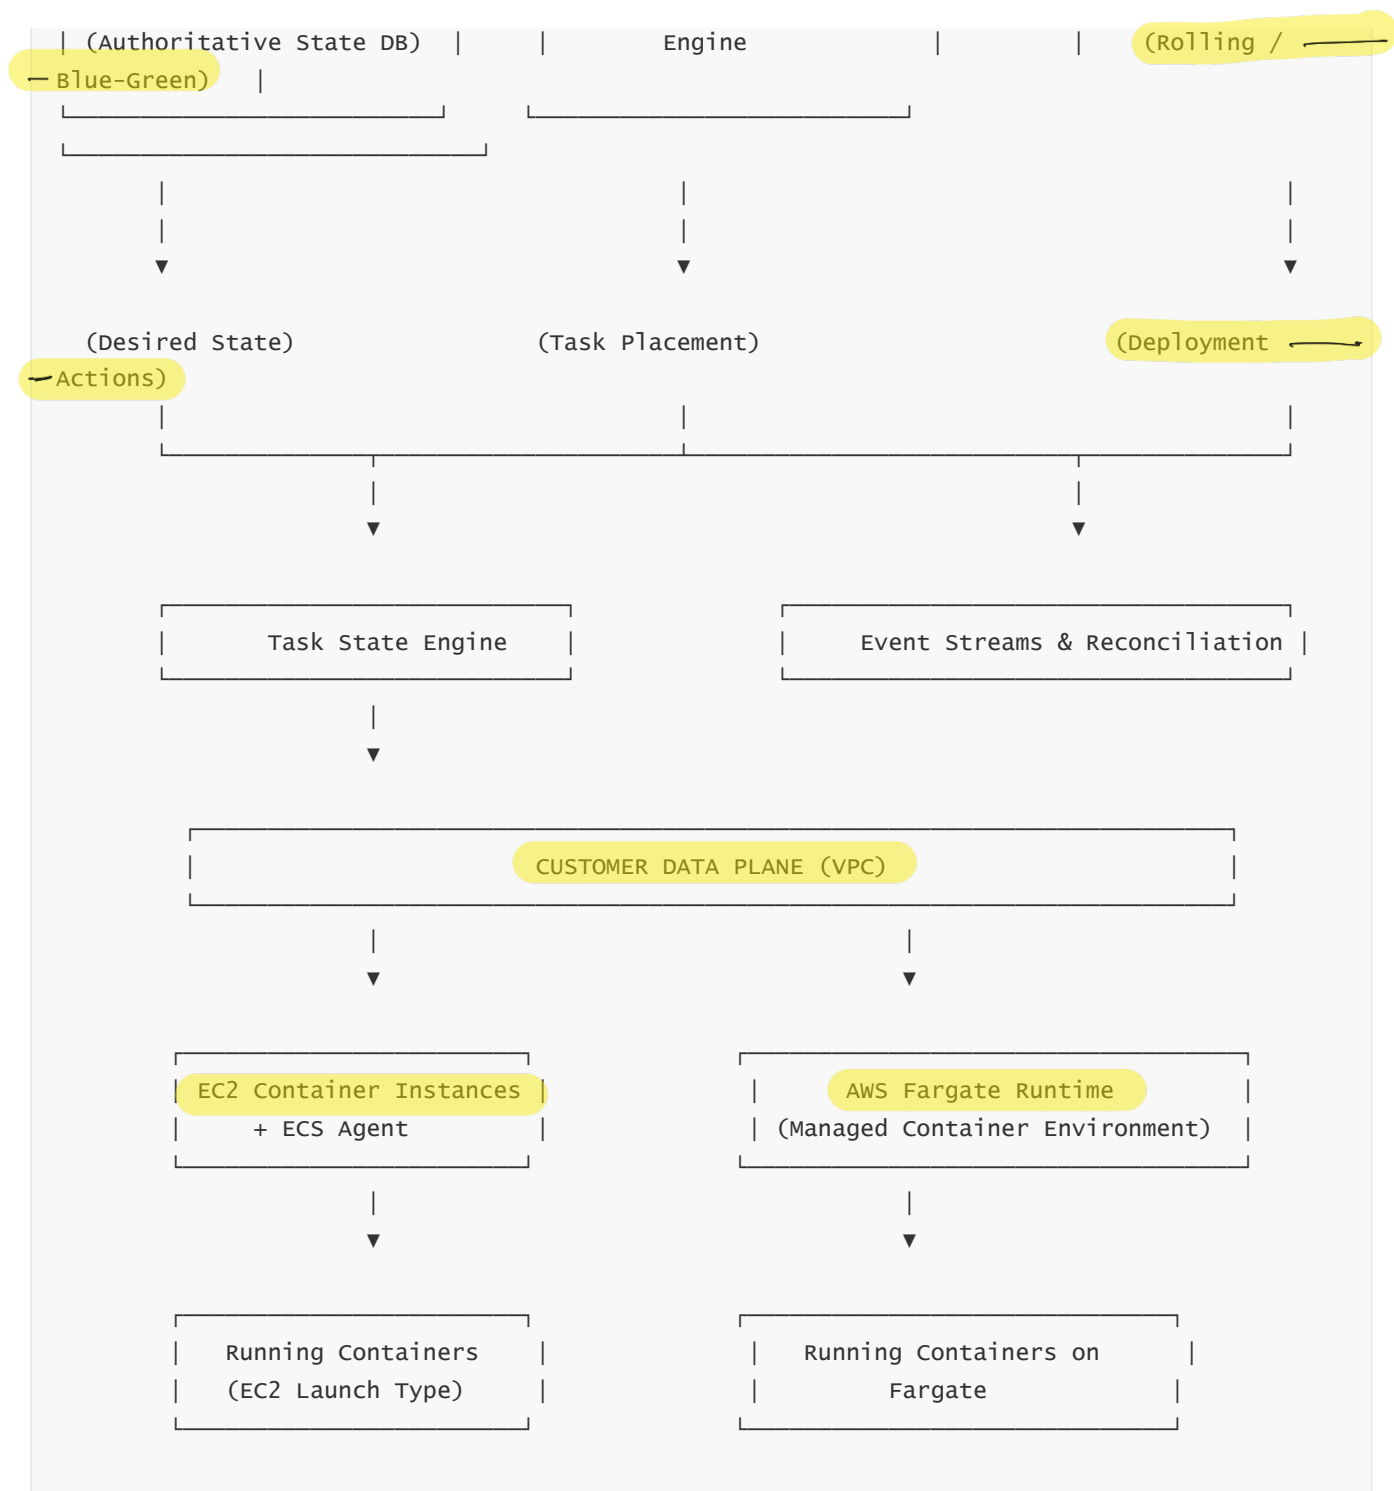 (Authoritative State DB) Engine (Rolling /
Blue-Green)
(Desired State) (Task Placement) (Deployment
Actions)
Task State Engine Event Streams & Reconciliation
CUSTOMER DATA PLANE (VPC)
EC2 Container Instances AWS Fargate Runtime
+ ECS Agent (Managed Container Environment)
Running Containers Running Containers on
(EC2 Launch Type) Fargate